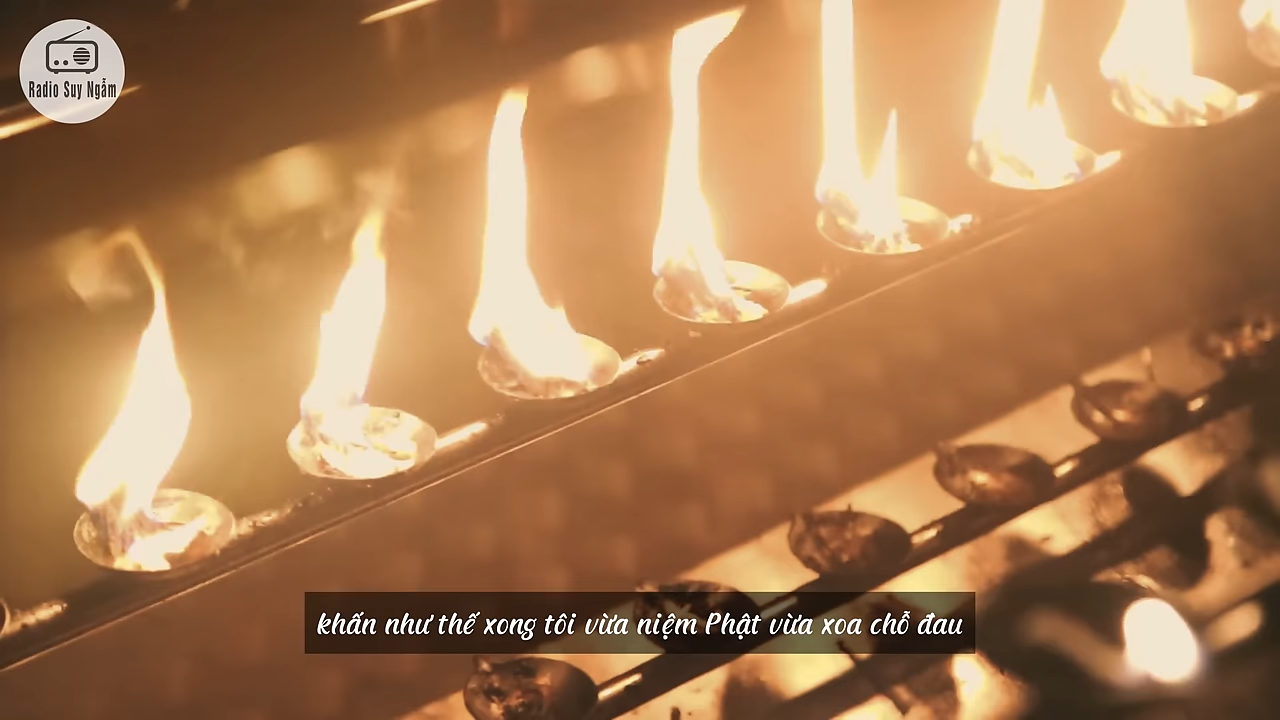 Radio Suy Ngẫm
khấn như thế xong tôi vừa niệm Phật vừa xoa chỗ đau